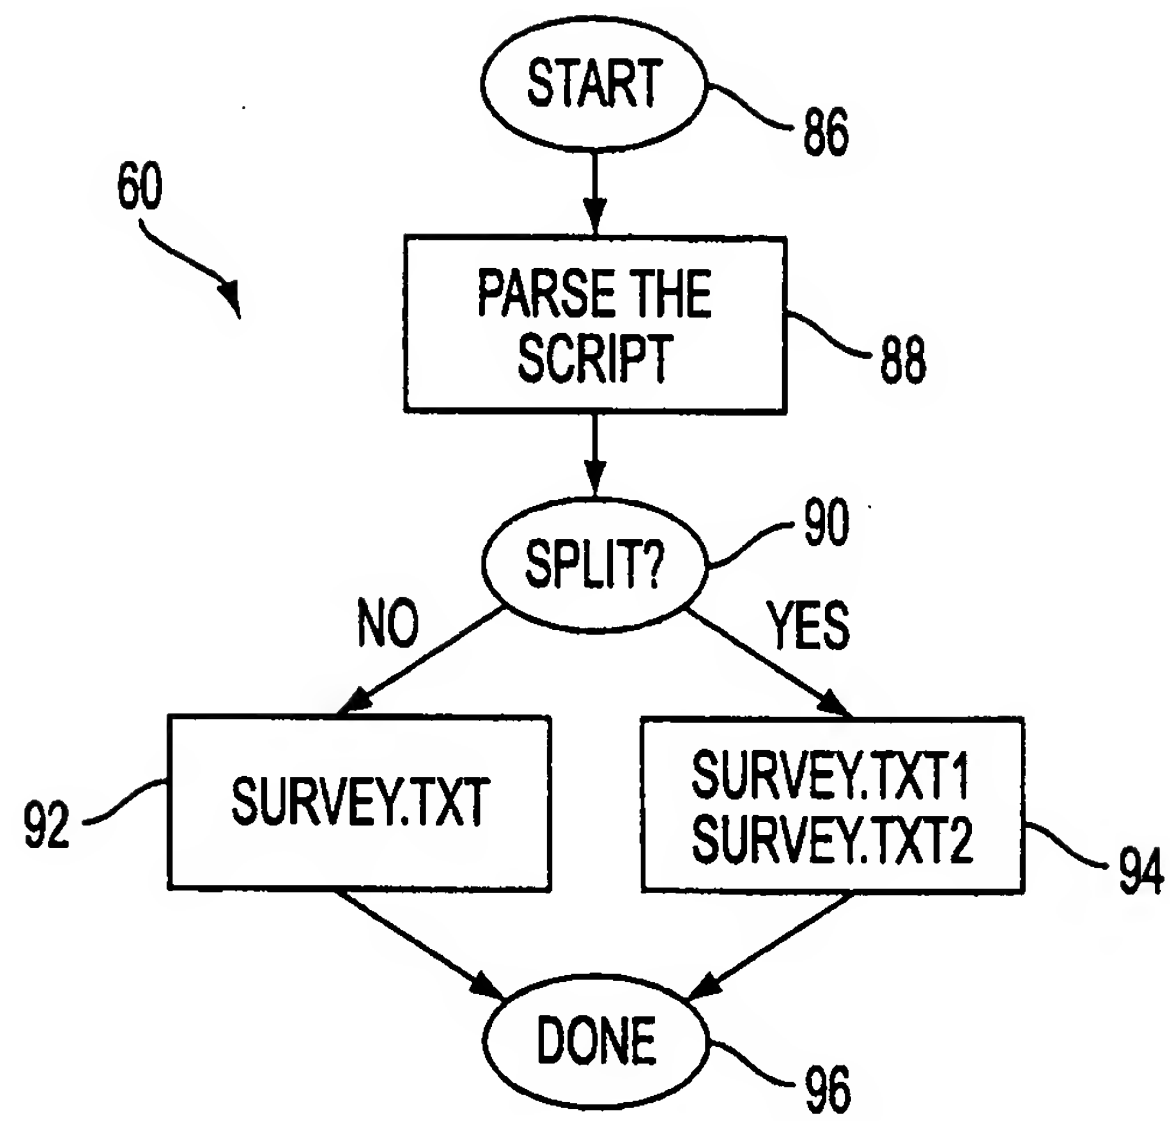 START
86
60
PARSE THE
SCRIPT
88
90
SPLIT?
NO
YES
SURVEY.TXT
92
SURVEY.TXT1
SURVEY.TXT2
94
DONE
96